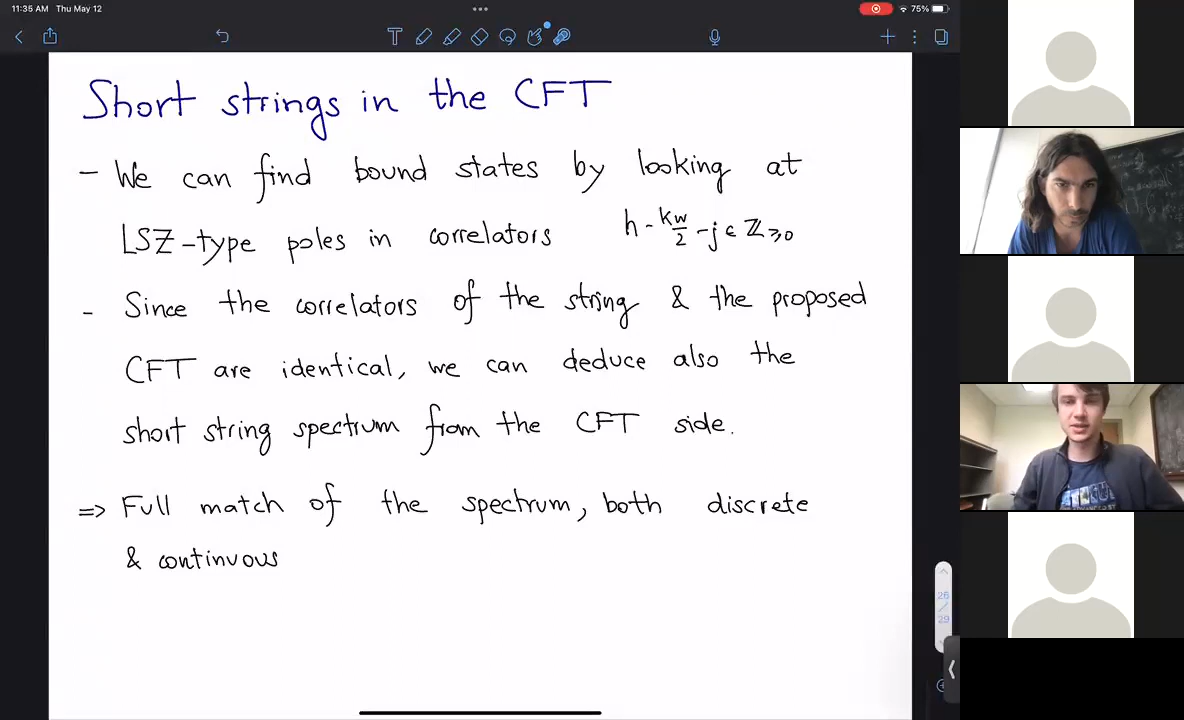 11:35 AM Thu May 12
75%
Short strings in the CFT
- We can find bound states by looking at
LSZ-type poles in correlators h - kw/2 - j ∈ ℤ≥0
- Since the correlators of the string & the proposed
CFT are identical, we can deduce also the
short string spectrum from the CFT side.
⇒ Full match of the spectrum, both discrete
& continuous
26
/
29